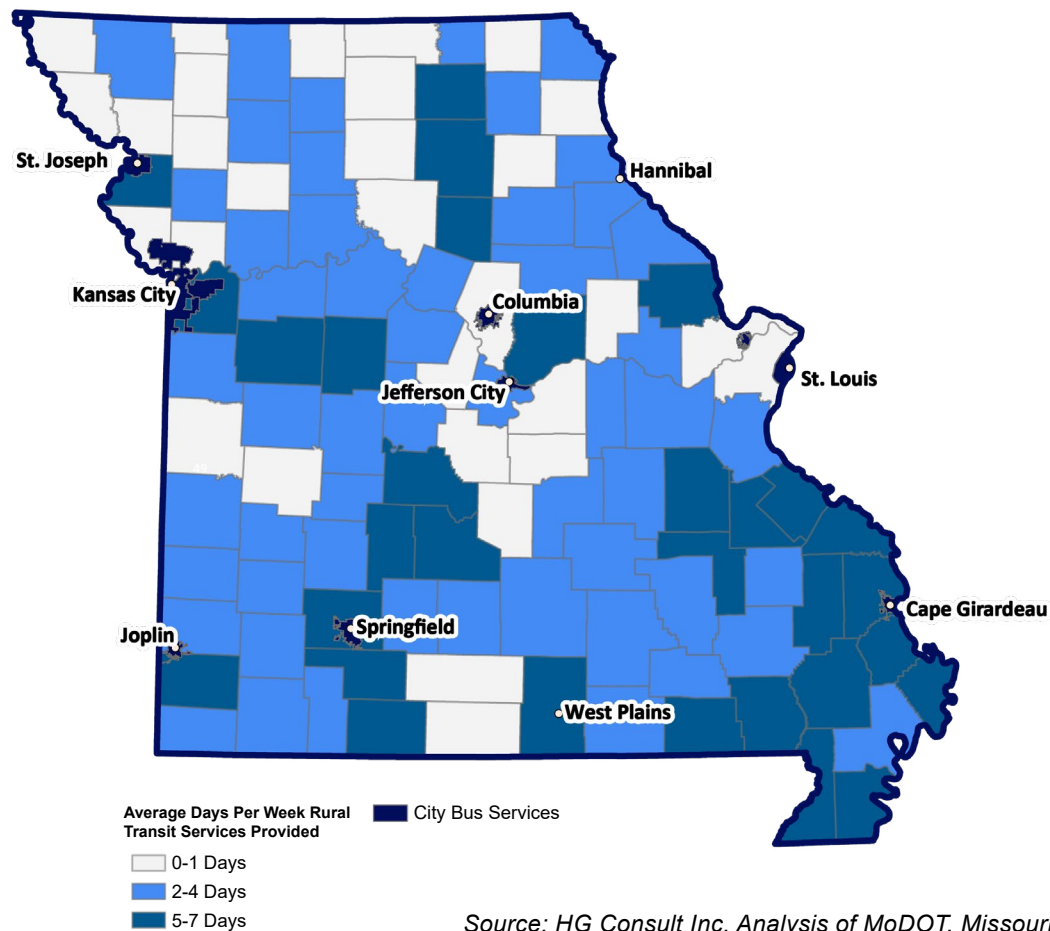 St. Joseph
Hannibal
Kansas City
Columbia
Jefferson City
St. Louis
Cape Girardeau
Joplin
Springfield
West Plains
Average Days Per Week Rural
Transit Services Provided
City Bus Services
0-1 Days
2-4 Days
5-7 Days
Source: HG Consult Inc. Analysis of MoDOT, Missouri